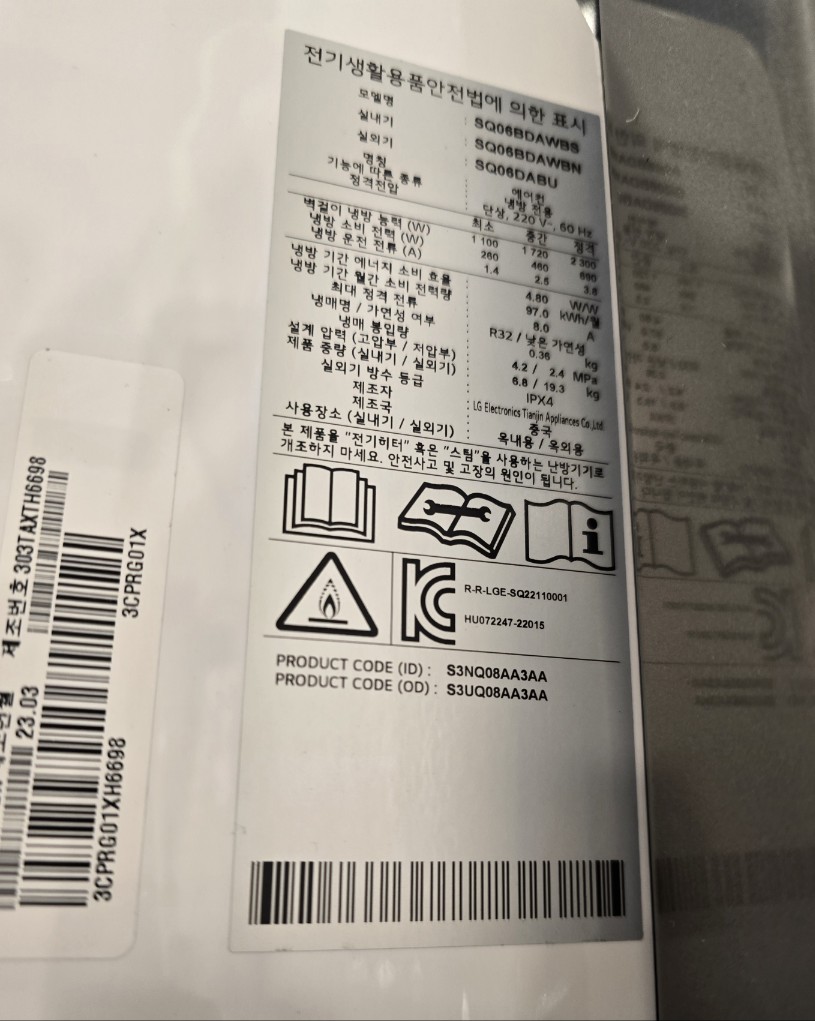 전기생활용품안전법에 의한 표시
모델명 : SQ06BDAWBS
실내기 : SQ06BDAWBN
실외기 : SQ06DABU
명칭 : 에어컨
기능에 따른 종류 : 냉방 전용
정격전압 : 단상, 220 V~, 60 Hz
최소 중간 정격
벽걸이 냉방 능력 (W) 1 100 1 720 2 300
냉방 소비 전력 (W) 260 460 690
냉방 운전 전류 (A) 1.4 2.5 3.6
냉방 기간 에너지 소비 효율 : 4.80 W/W
냉방 기간 월간 소비 전력량 : 97.0 kWh/월
최대 정격 전류 : 8.0 A
냉매명 / 가연성 여부 : R32 / 낮은 가연성
냉매 봉입량 : 0.36 kg
설계 압력 (고압부 / 저압부) : 4.2 / 2.4 MPa
제품 중량 (실내기 / 실외기) : 6.8 / 19.3 kg
실외기 방수 등급 : IPX4
제조자 : LG Electronics Tianjin Appliances Co.,Ltd
제조국 : 중국
사용장소 (실내기 / 실외기) : 옥내용 / 옥외용
본 제품을 "전기히터" 혹은 "스팀"을 사용하는 난방기기로
개조하지 마세요. 안전사고 및 고장의 원인이 됩니다.
R-R-LGE-SQ22110001
HU072247-22015
PRODUCT CODE (ID) : S3NQ08AA3AA
PRODUCT CODE (OD) : S3UQ08AA3AA
제조번호 303TAXTH6698
3CPRG01X
23.03
3CPRG01XH6698